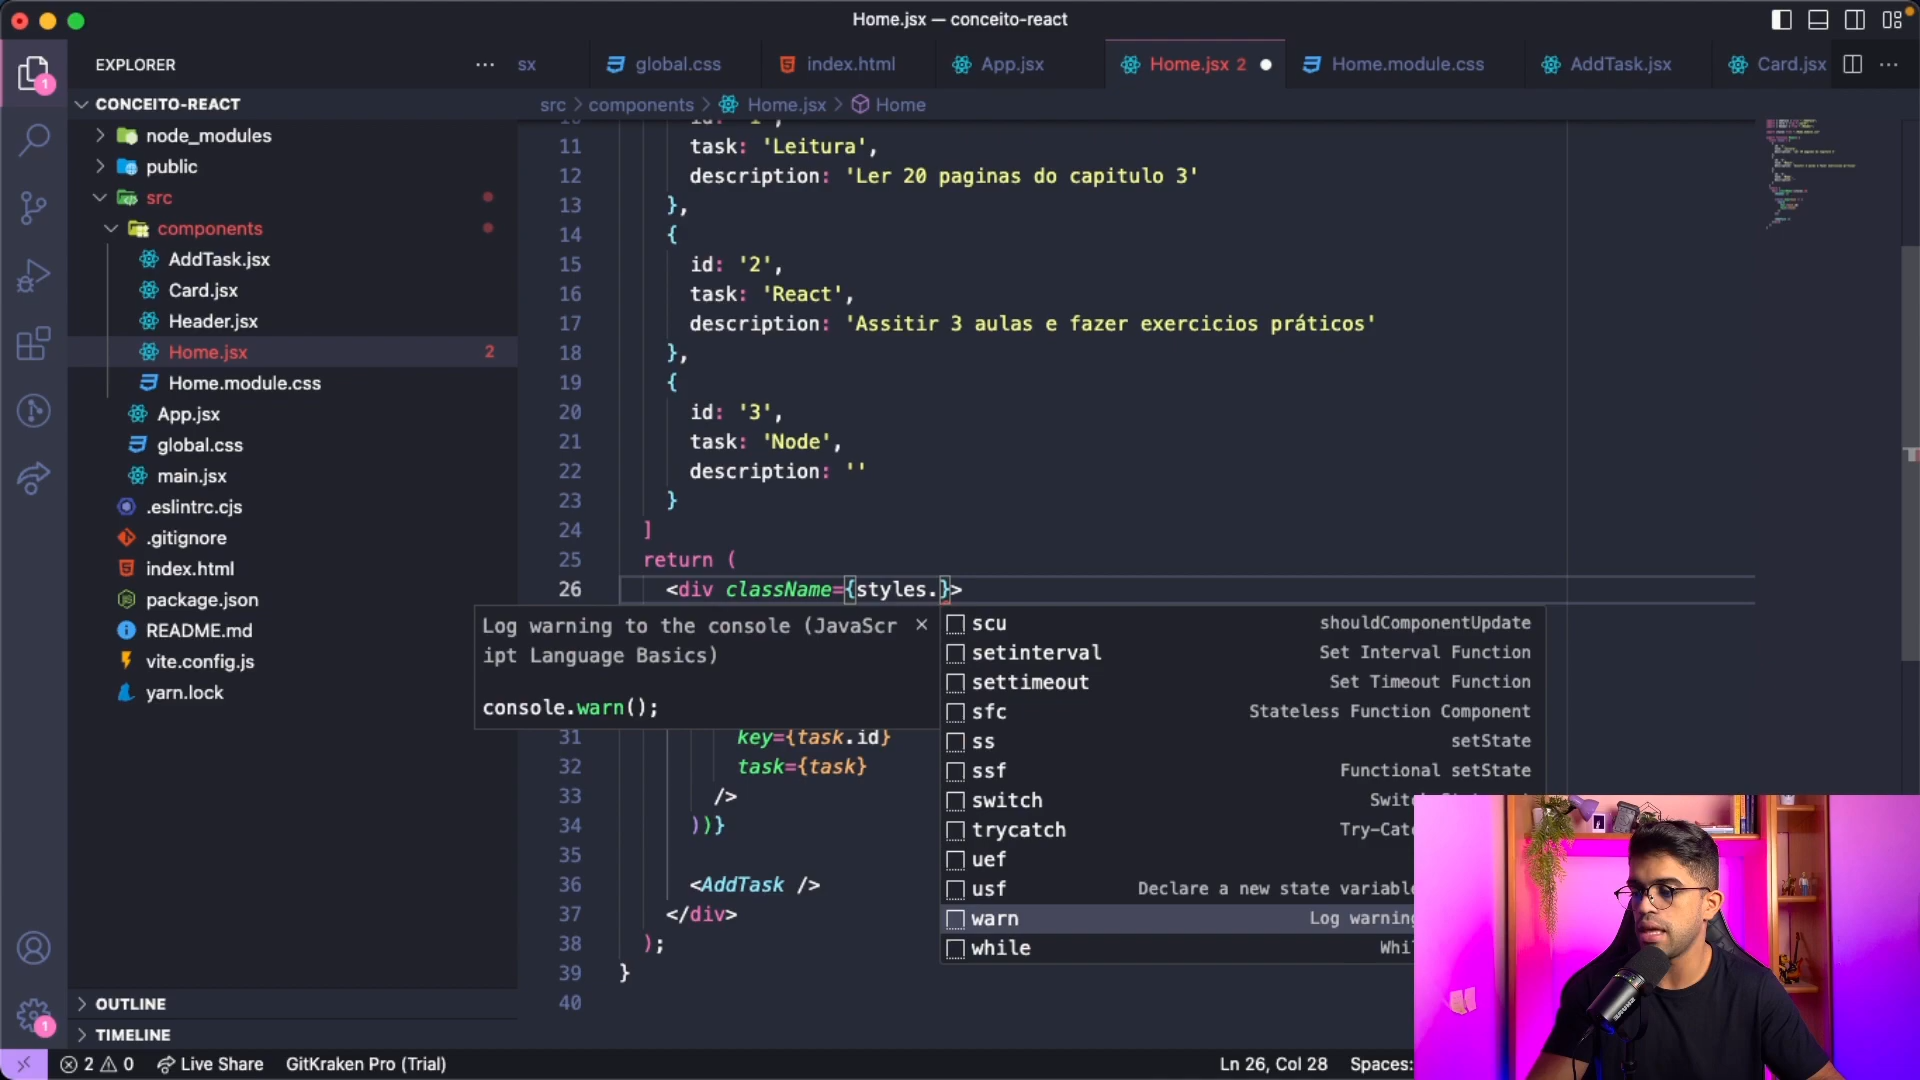 Home.jsx — conceito-react
EXPLORER
sx
global.css
index.html
App.jsx
Home.jsx 2
Home.module.css
AddTask.jsx
Card.jsx
CONCEITO-REACT
src > components > Home.jsx > Home
node_modules
public
src
components
AddTask.jsx
Card.jsx
Header.jsx
Home.jsx 2
Home.module.css
App.jsx
global.css
main.jsx
.eslintrc.cjs
.gitignore
index.html
package.json
README.md
vite.config.js
yarn.lock
OUTLINE
TIMELINE
11 task: 'Leitura',
12 description: 'Ler 20 paginas do capitulo 3'
13 },
14 {
15 id: '2',
16 task: 'React',
17 description: 'Assitir 3 aulas e fazer exercicios práticos'
18 },
19 {
20 id: '3',
21 task: 'Node',
22 description: ''
23 }
24 ]
25 return (
26 <div className={styles.}>
Log warning to the console (JavaScr
ipt Language Basics)
console.warn();
scu shouldComponentUpdate
setinterval Set Interval Function
settimeout Set Timeout Function
sfc Stateless Function Component
ss setState
ssf Functional setState
switch
trycatch
uef
usf Declare a new state variable
warn Log warning
while
31 key={task.id}
32 task={task}
33 />
34 ))}
35
36 <AddTask />
37 </div>
38 );
39 }
40
1
1
2 0 Live Share GitKraken Pro (Trial)
Ln 26, Col 28 Spaces: